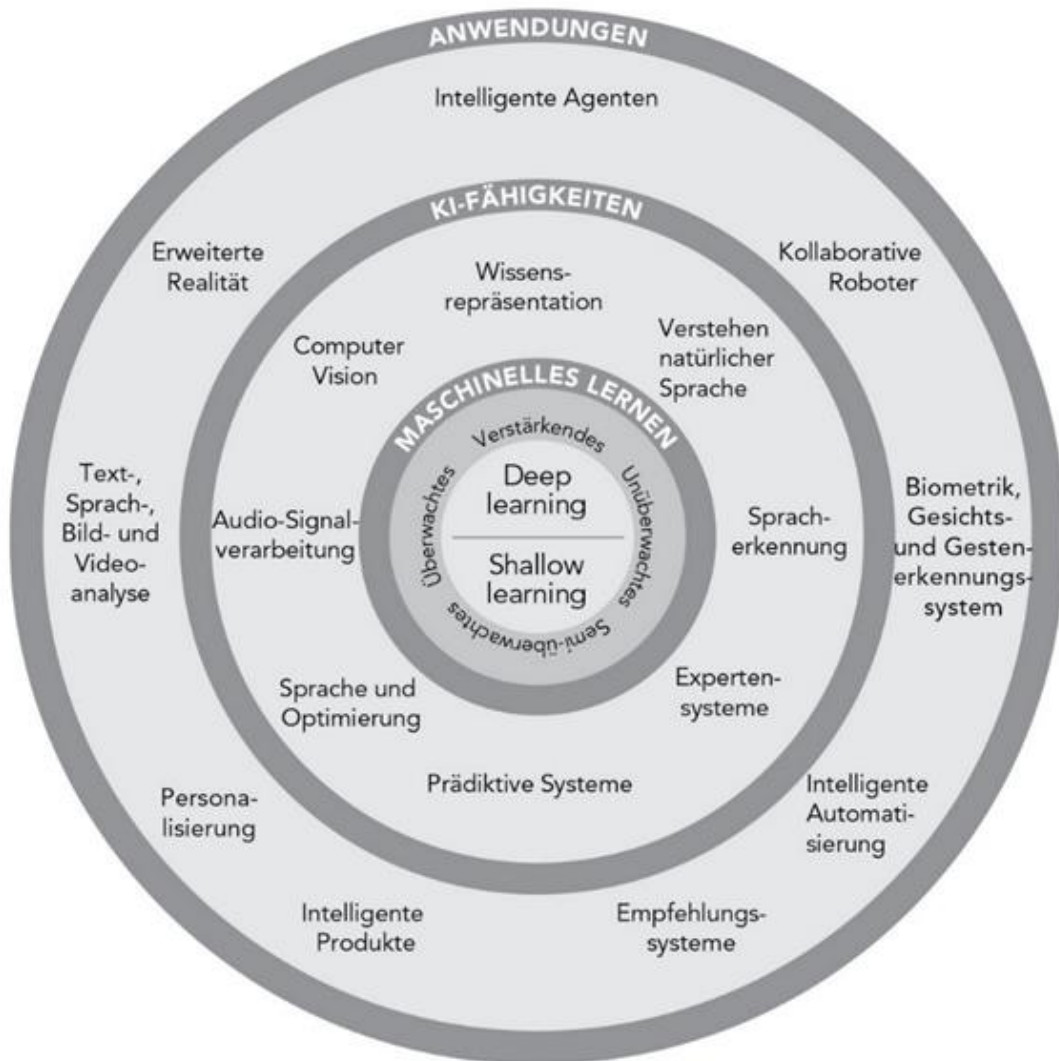 ANWENDUNGEN
Intelligente Agenten
KI-FÄHIGKEITEN
Erweiterte
Realität
Kollaborative
Roboter
Wissens-
repräsentation
Computer
Vision
Verstehen
natürlicher
Sprache
MASCHINELLES LERNEN
Verstärkendes
Überwachtes
Unüberwachtes
Semi-überwachtes
Deep
learning
Shallow
learning
Text-,
Sprach-,
Bild- und
Video-
analyse
Audio-Signal-
verarbeitung
Sprach-
erkennung
Biometrik,
Gesichts-
und Gesten-
erkennungs-
system
Sprache und
Optimierung
Experten-
systeme
Prädiktive Systeme
Persona-
lisierung
Intelligente
Automati-
sierung
Intelligente
Produkte
Empfehlungs-
systeme